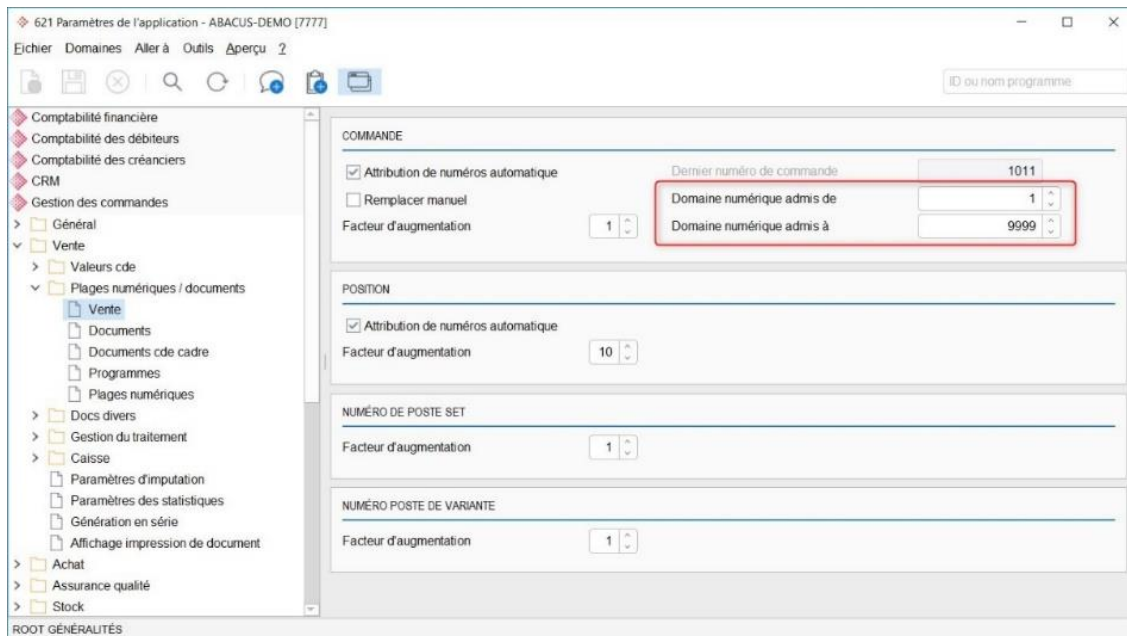 621 Paramètres de l'application - ABACUS-DEMO [7777]
Fichier Domaines Aller à Outils Aperçu ?
ID ou nom programme
Comptabilité financière
Comptabilité des débiteurs
Comptabilité des créanciers
CRM
Gestion des commandes
Général
Vente
Valeurs cde
Plages numériques / documents
Vente
Documents
Documents cde cadre
Programmes
Plages numériques
Docs divers
Gestion du traitement
Caisse
Paramètres d'imputation
Paramètres des statistiques
Génération en série
Affichage impression de document
Achat
Assurance qualité
Stock
COMMANDE
Attribution de numéros automatique Dernier numéro de commande 1011
Remplacer manuel Domaine numérique admis de 1
Facteur d'augmentation 1 Domaine numérique admis à 9999
POSITION
Attribution de numéros automatique
Facteur d'augmentation 10
NUMÉRO DE POSTE SET
Facteur d'augmentation 1
NUMÉRO POSTE DE VARIANTE
Facteur d'augmentation 1
ROOT GÉNÉRALITÉS